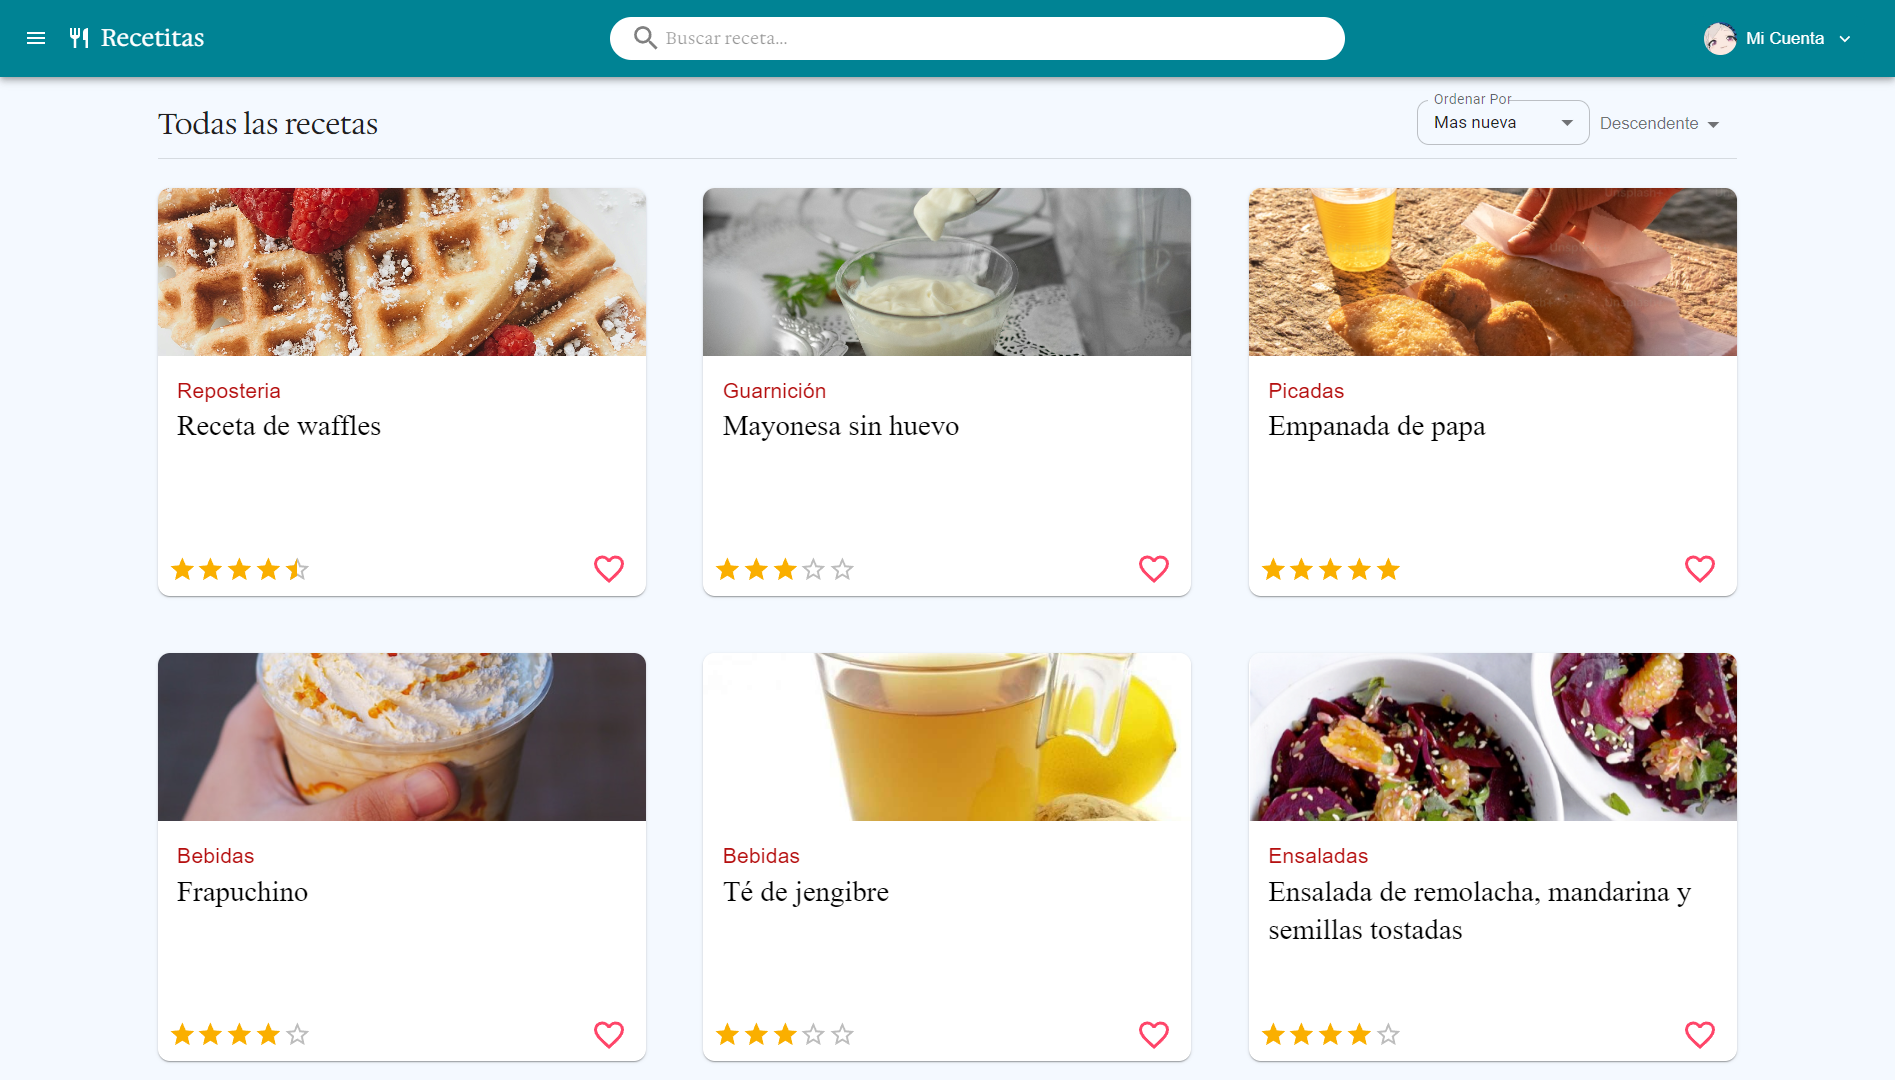 Recetitas
Buscar receta...
Mi Cuenta
Todas las recetas
Ordenar Por
Mas nueva
Descendente
Reposteria
Receta de waffles
Guarnición
Mayonesa sin huevo
Picadas
Empanada de papa
Bebidas
Frapuchino
Bebidas
Té de jengibre
Ensaladas
Ensalada de remolacha, mandarina y
semillas tostadas